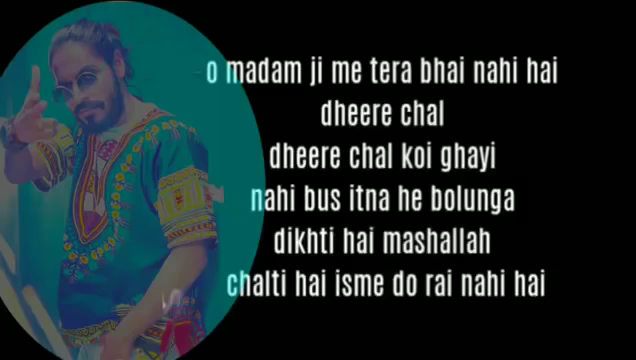 o madam ji me tera bhai nahi hai
dheere chal
dheere chal koi ghayi
nahi bus itna he bolunga
dikhti hai mashallah
chalti hai isme do rai nahi hai